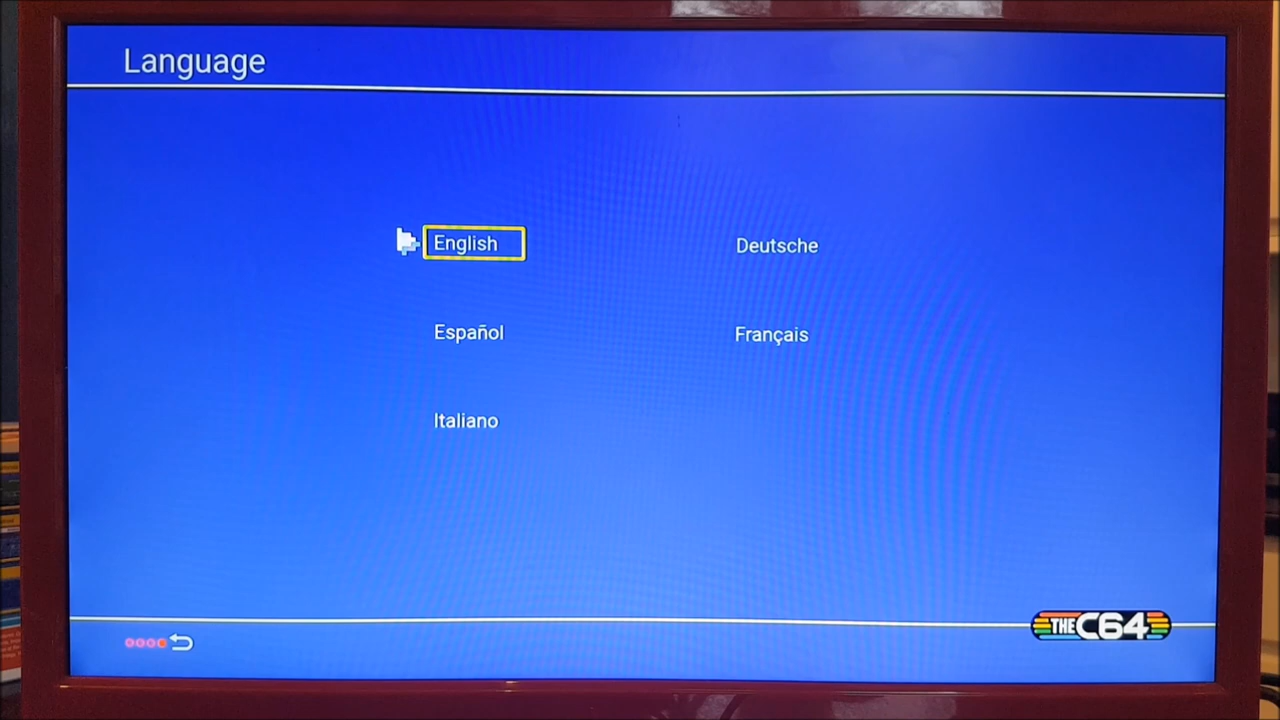 Language
English
Deutsche
Español
Français
Italiano
THEC64